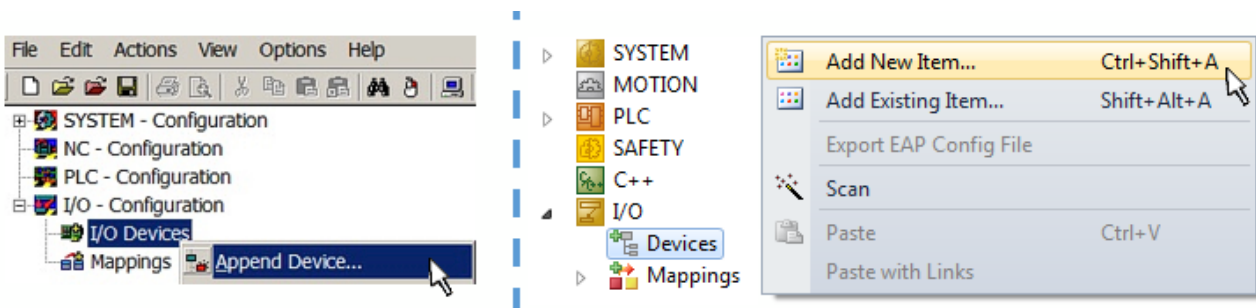 File Edit Actions View Options Help
SYSTEM - Configuration
NC - Configuration
PLC - Configuration
I/O - Configuration
I/O Devices
Mappings
Append Device...
SYSTEM
MOTION
PLC
SAFETY
C++
I/O
Devices
Mappings
Add New Item... Ctrl+Shift+A
Add Existing Item... Shift+Alt+A
Export EAP Config File
Scan
Paste Ctrl+V
Paste with Links